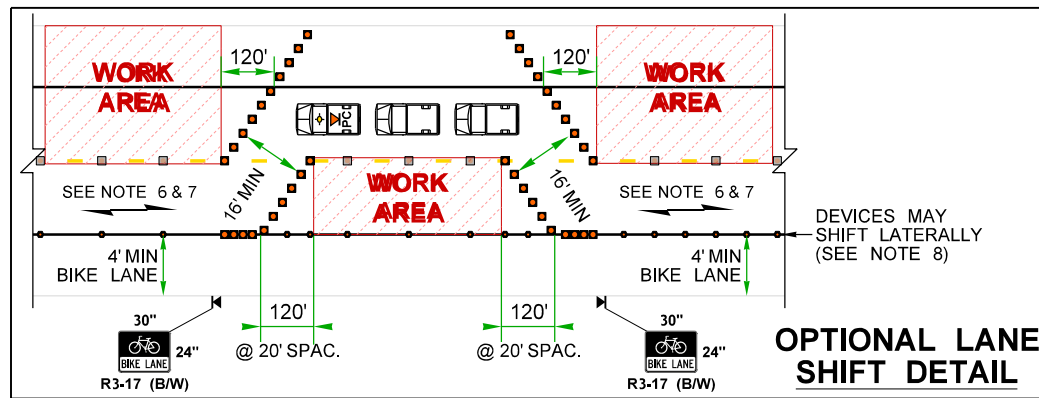 120'
120'
WORK
AREA
WORK
AREA
PC
16' MIN
16' MIN
WORK
AREA
SEE NOTE 6 & 7
SEE NOTE 6 & 7
DEVICES MAY
SHIFT LATERALLY
(SEE NOTE 8)
4' MIN
BIKE LANE
4' MIN
BIKE LANE
120'
120'
@ 20' SPAC.
@ 20' SPAC.
30"
24"
BIKE LANE
R3-17 (B/W)
30"
24"
BIKE LANE
R3-17 (B/W)
OPTIONAL LANE
SHIFT DETAIL